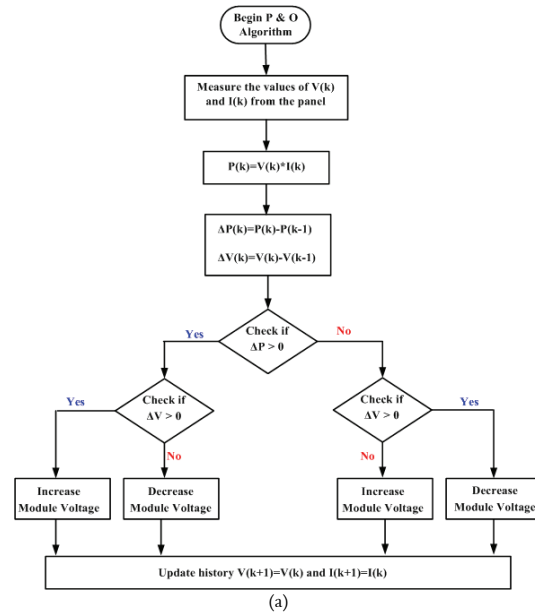 Begin P & O
Algorithm
Measure the values of V(k)
and I(k) from the panel
P(k)=V(k)*I(k)
ΔP(k)=P(k)-P(k-1)
ΔV(k)=V(k)-V(k-1)
Check if
ΔP > 0
Yes
No
Check if
ΔV > 0
Yes
No
Check if
ΔV > 0
No
Yes
Increase
Module Voltage
Decrease
Module Voltage
Increase
Module Voltage
Decrease
Module Voltage
Update history V(k+1)=V(k) and I(k+1)=I(k)
(a)